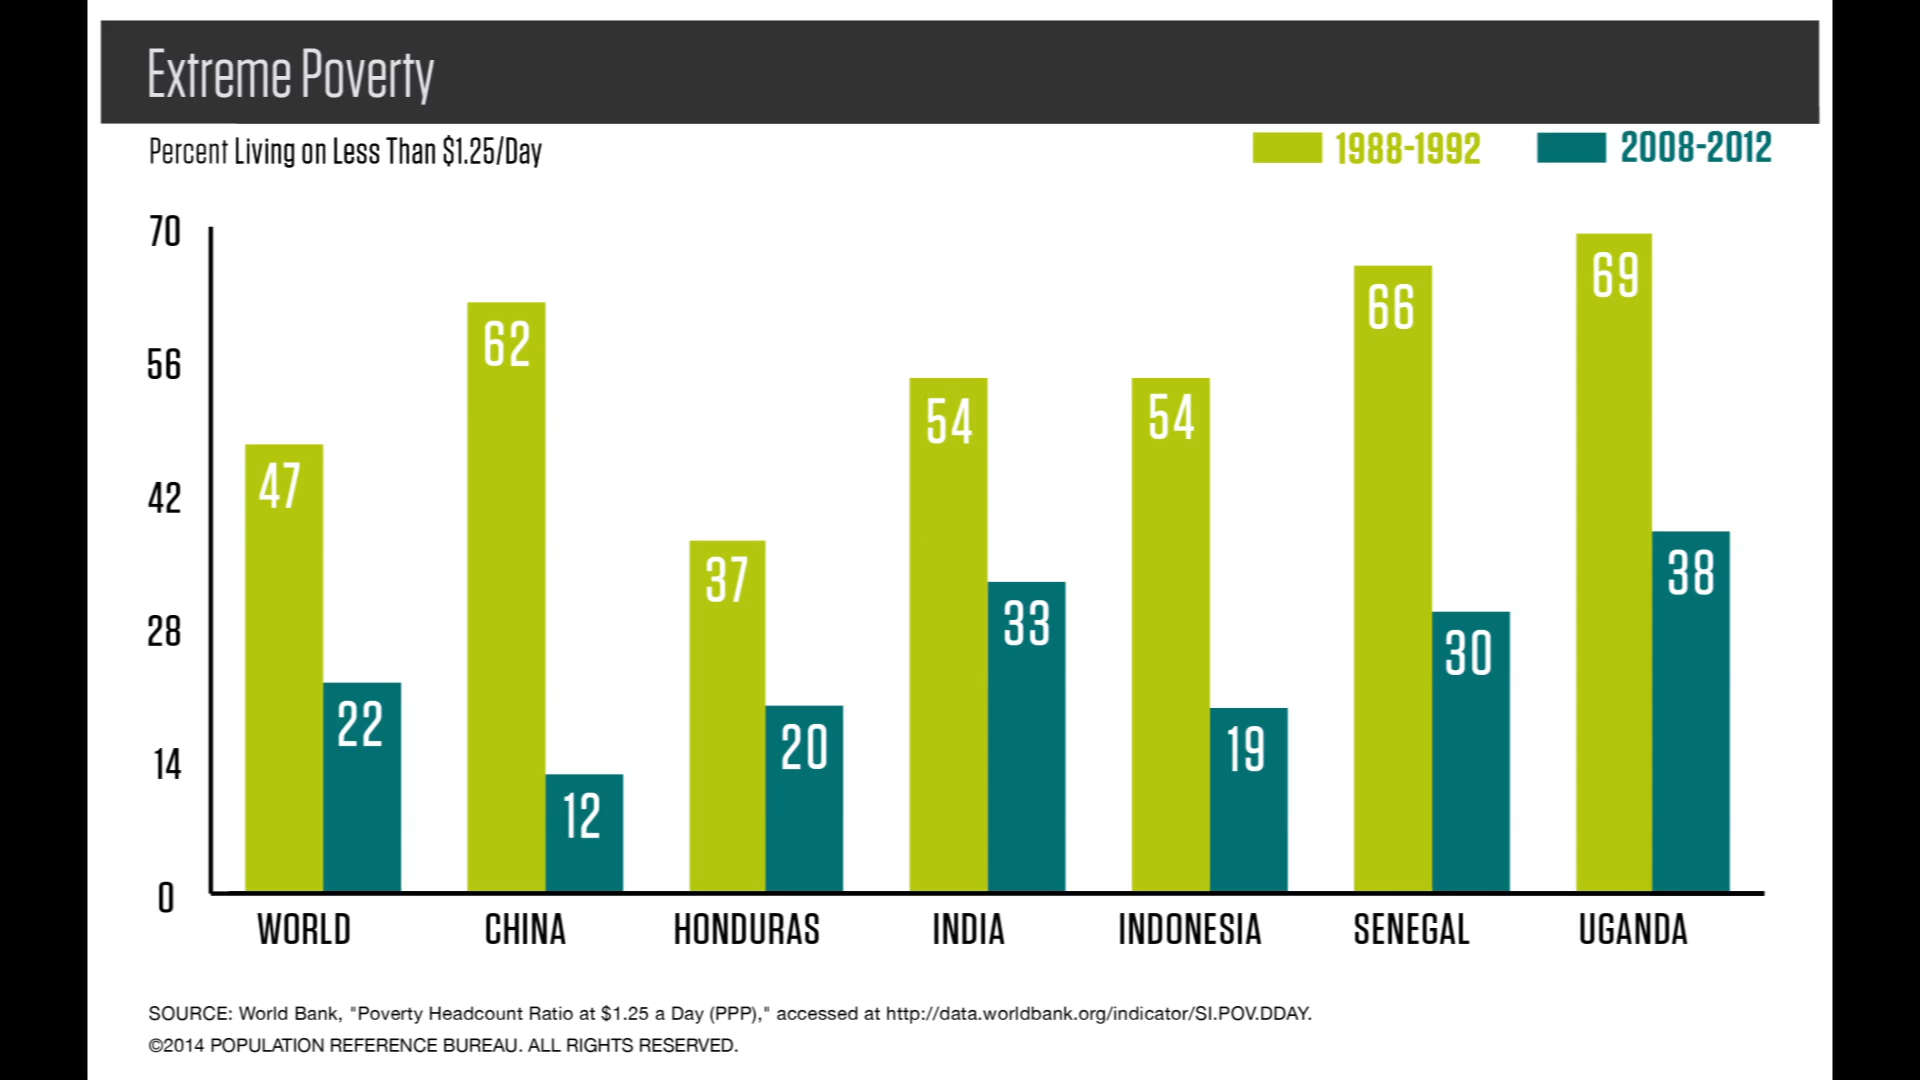 Extreme Poverty
Percent Living on Less Than $1.25/Day
1988-1992
2008-2012
70
56
42
28
14
0
47
22
62
12
37
20
54
33
54
19
66
30
69
38
WORLD
CHINA
HONDURAS
INDIA
INDONESIA
SENEGAL
UGANDA
SOURCE: World Bank, "Poverty Headcount Ratio at $1.25 a Day (PPP)," accessed at http://data.worldbank.org/indicator/SI.POV.DDAY.
©2014 POPULATION REFERENCE BUREAU. ALL RIGHTS RESERVED.